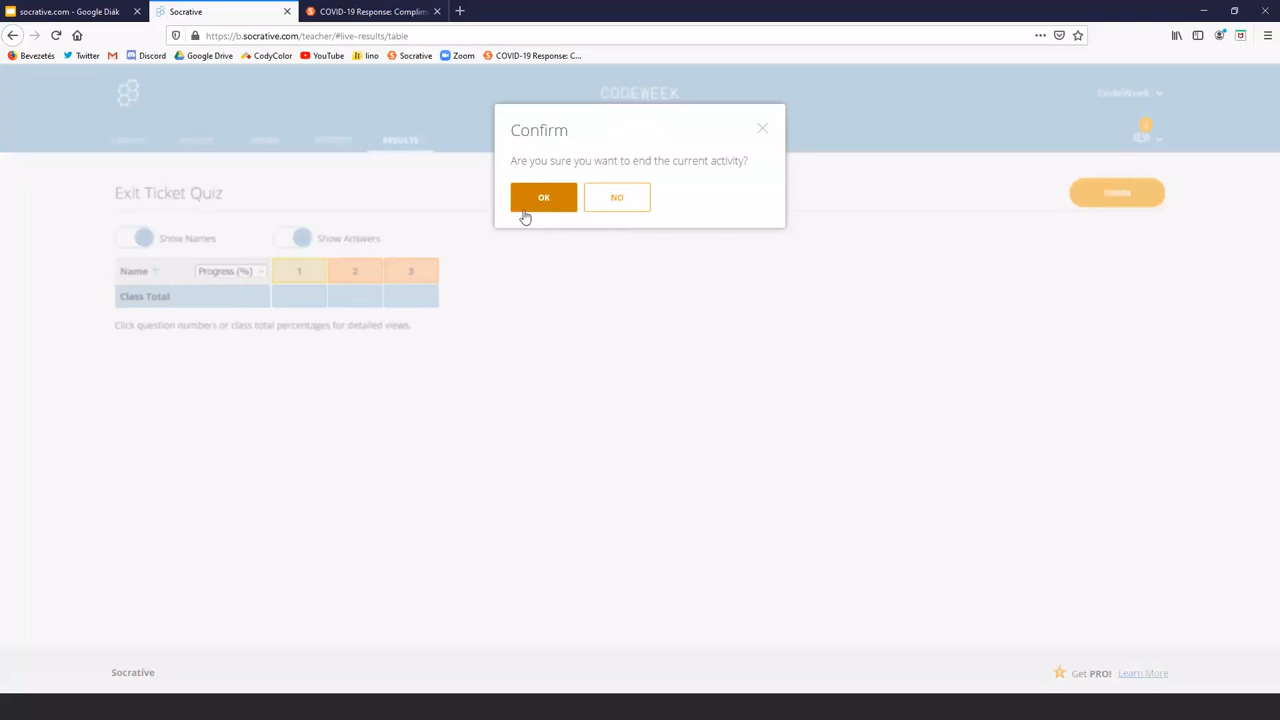 socrative.com - Google Diák
Socrative
COVID-19 Response: Complim
https://b.socrative.com/teacher/#live-results/table
Bevezetés Twitter Discord Google Drive CodyColor YouTube lino Socrative Zoom COVID-19 Response: C...
CODEWEEK
CodeWeek
RESULTS
Confirm
Are you sure you want to end the current activity?
OK
NO
Exit Ticket Quiz
FINISH
Show Names
Show Answers
Name Progress (%) 1 2 3
Class Total
Click question numbers or class total percentages for detailed views.
Socrative
Get PRO! Learn More